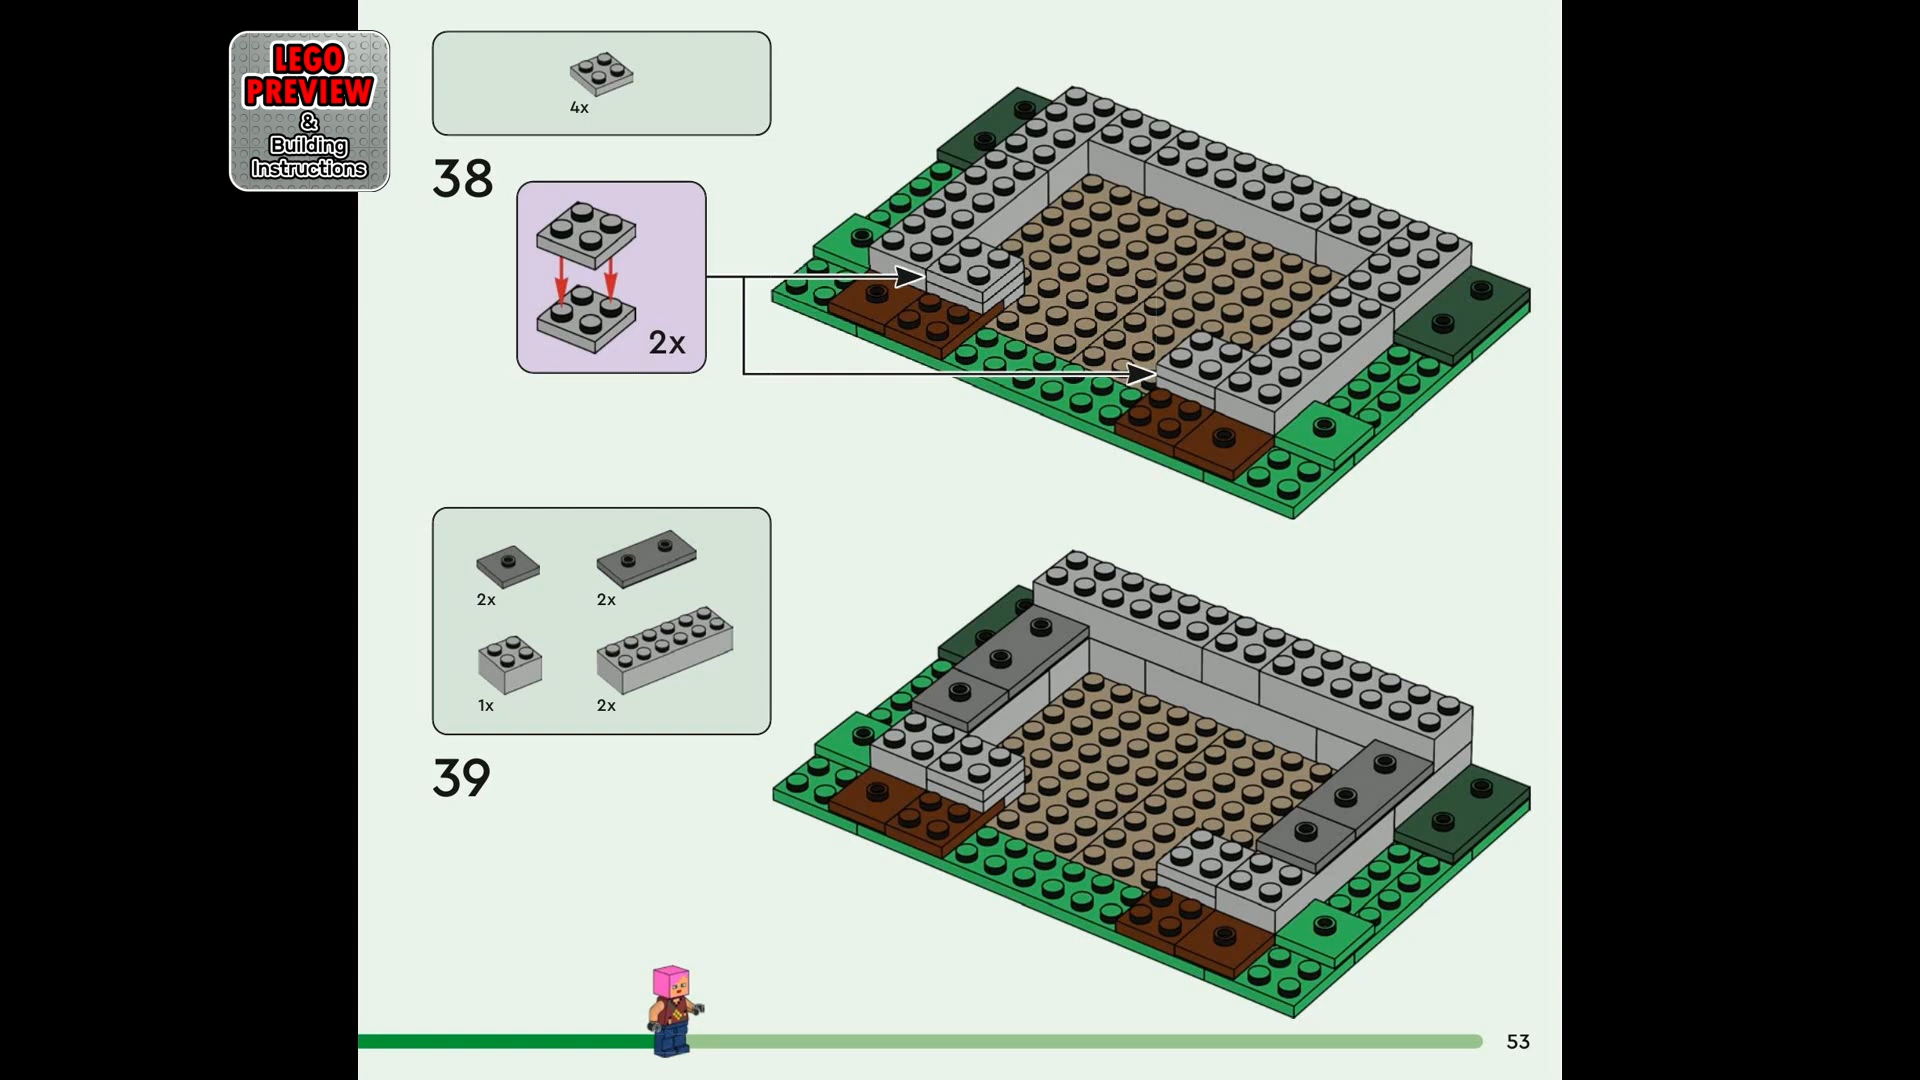 LEGO
PREVIEW
&
Building
Instructions
4x
38
2x
2x
2x
1x
2x
39
53